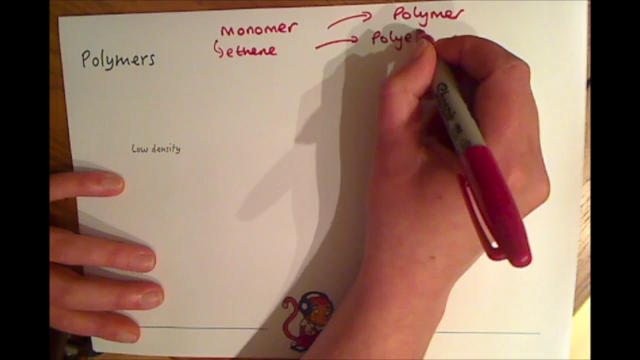 monomer → Polymer
Polymers
↳ ethene → Polye
Low density